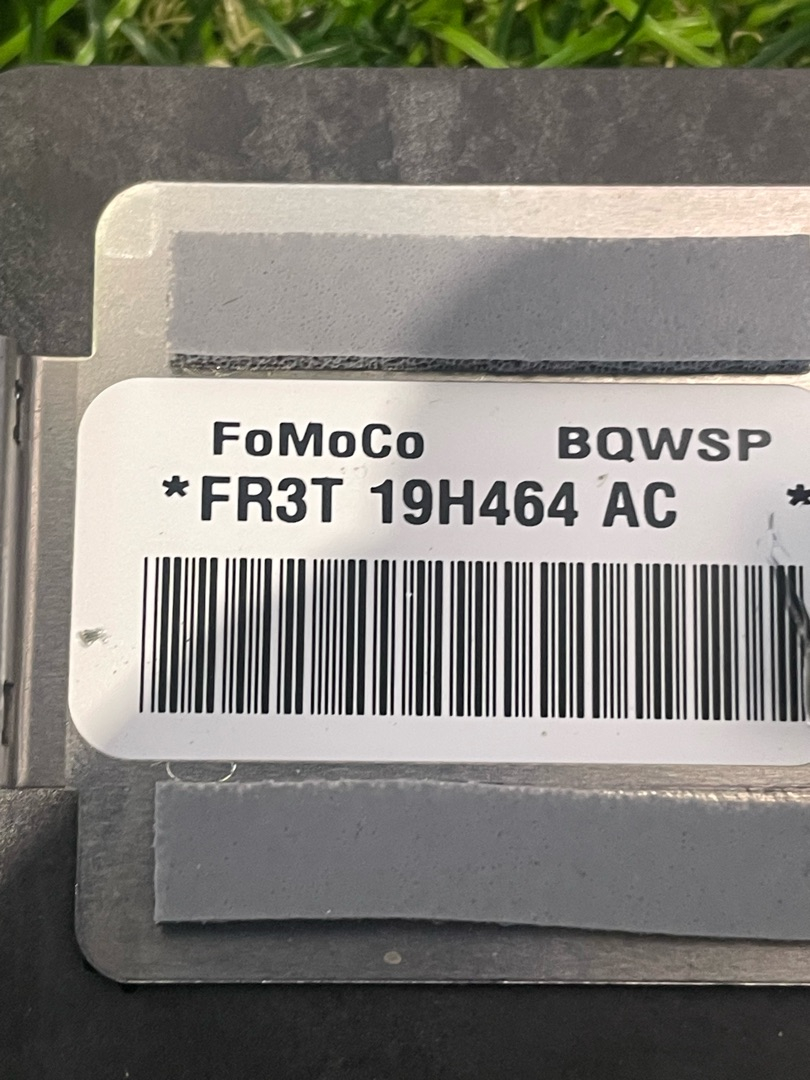 FoMoCo BQWSP
*FR3T 19H464 AC *